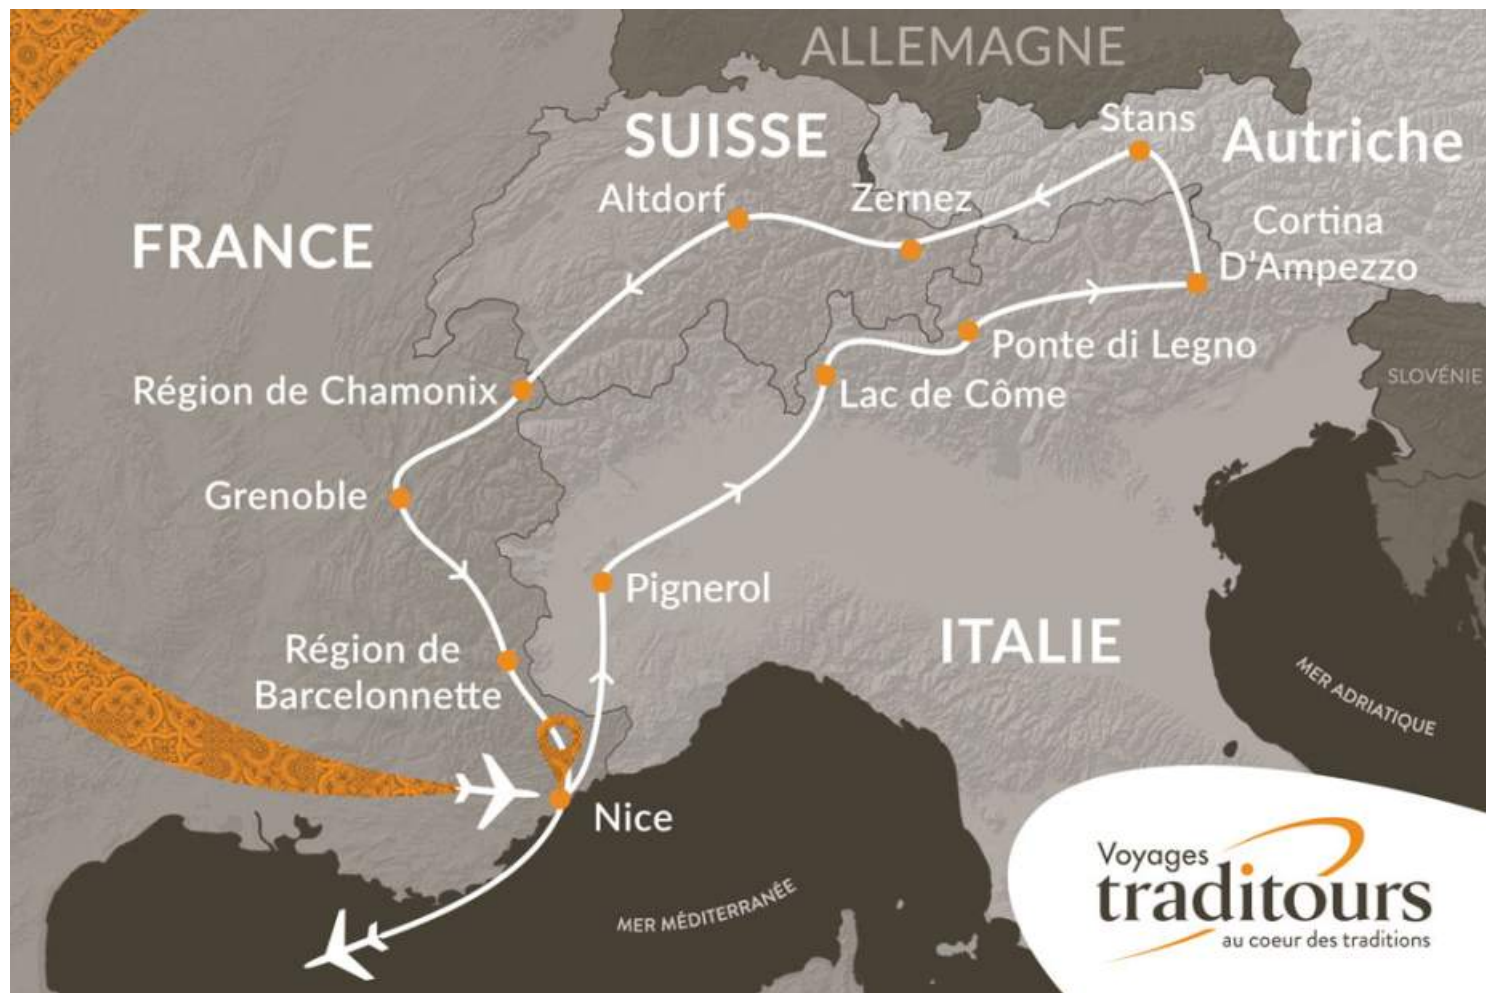 ALLEMAGNE
SUISSE
Stans
Autriche
Altdorf
Zernez
Cortina
D'Ampezzo
FRANCE
Ponte di Legno
SLOVÉNIE
Région de Chamonix
Lac de Côme
Grenoble
Pignerol
ITALIE
Région de
Barcelonnette
MER ADRIATIQUE
Nice
MER MÉDITERRANÉE
Voyages
traditours
au coeur des traditions